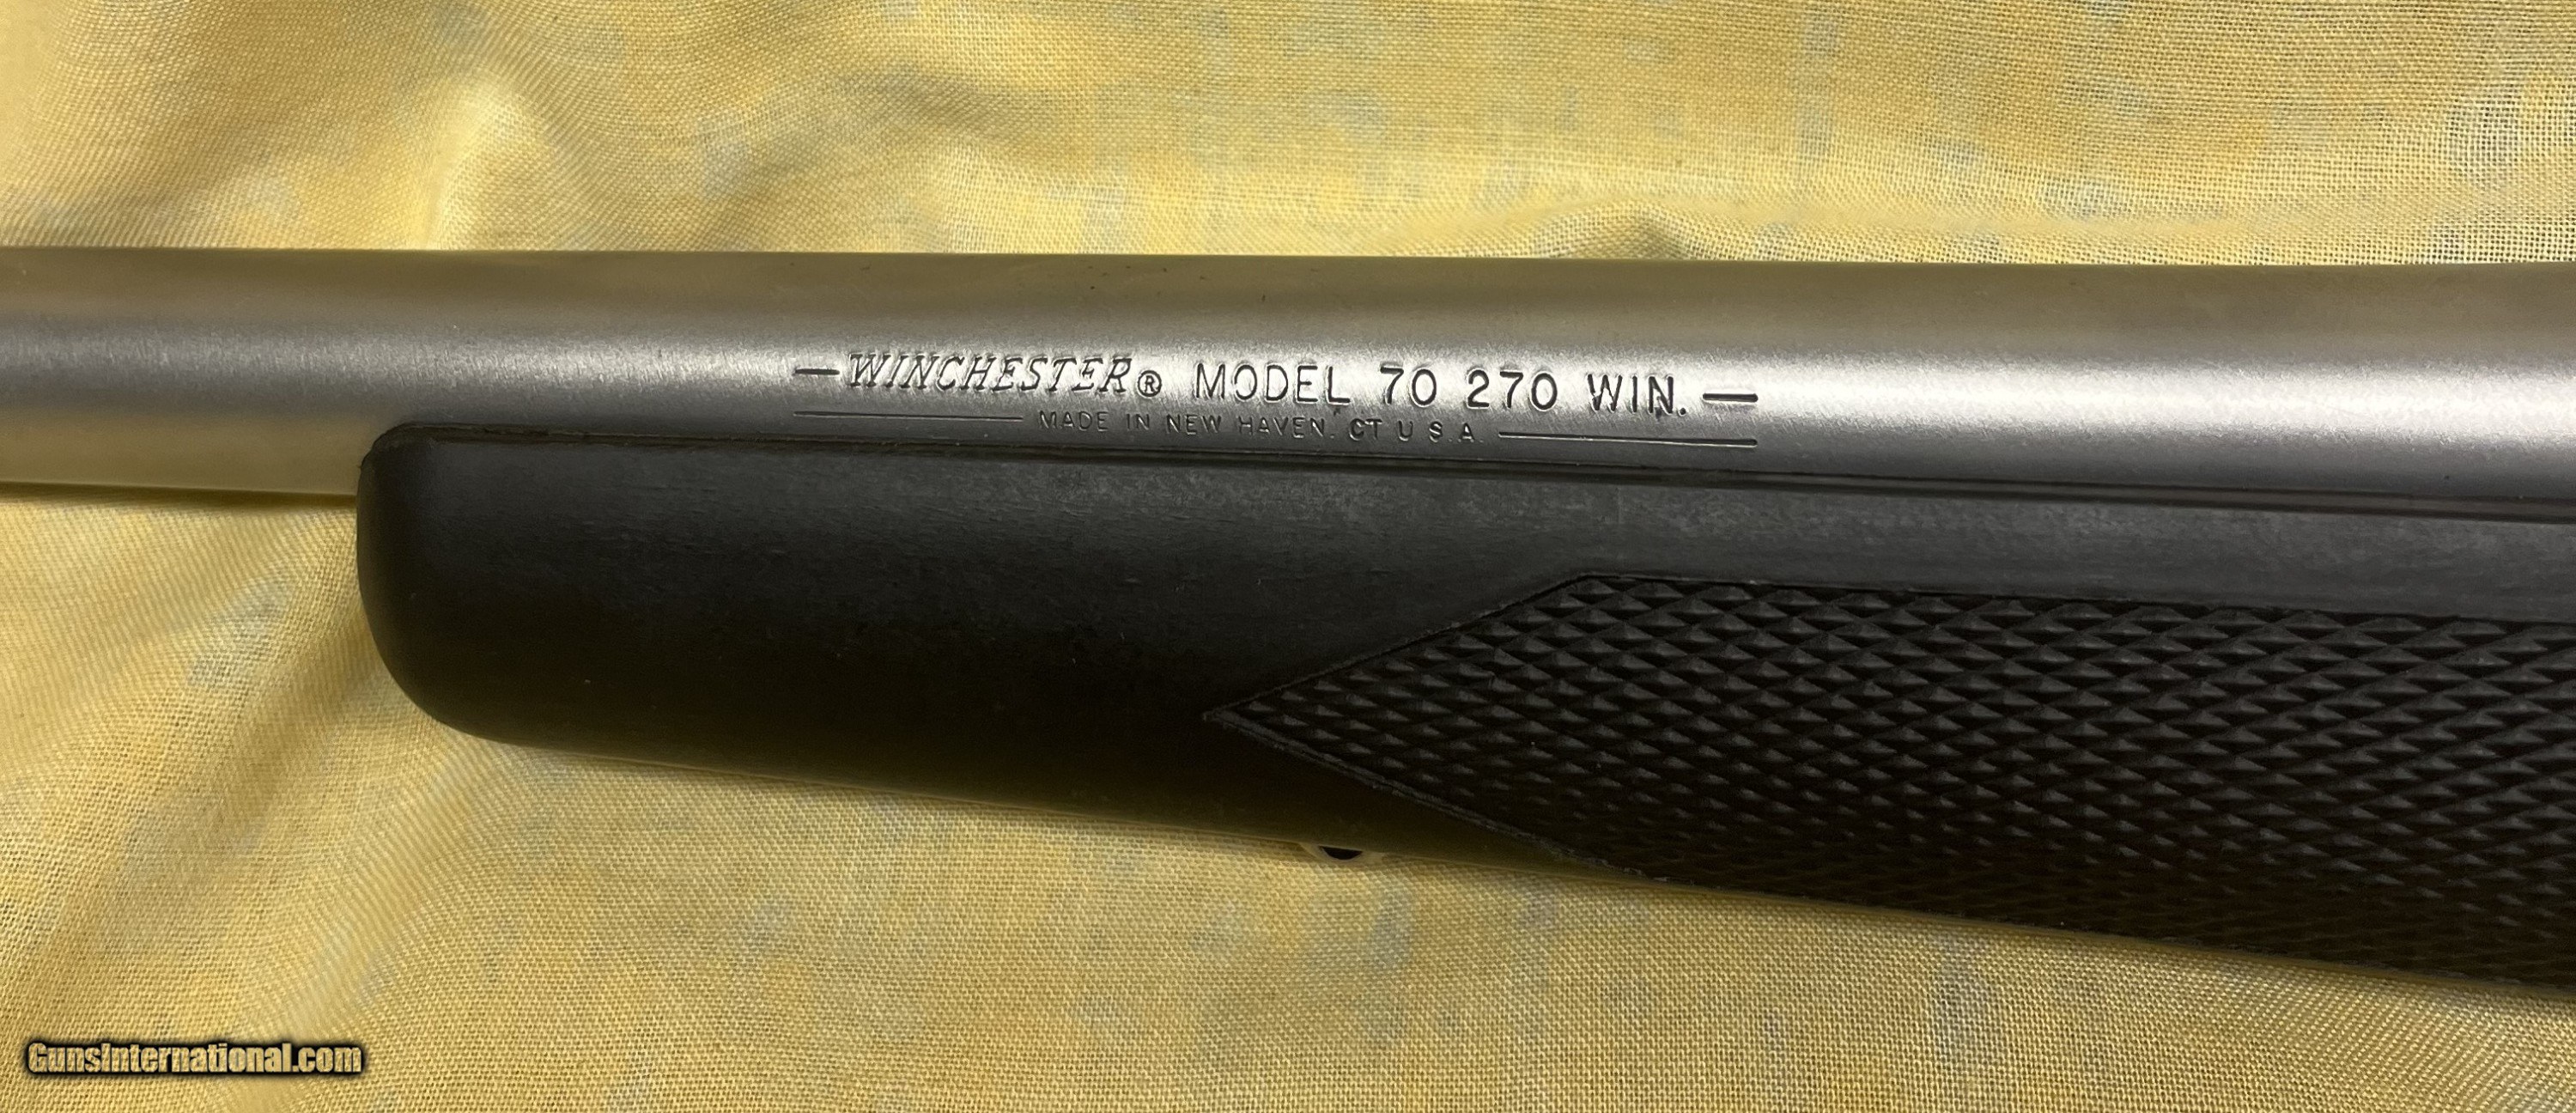 —WINCHESTER® MODEL 70 270 WIN.—
MADE IN NEW HAVEN. CT U S A
GunsInternational.com